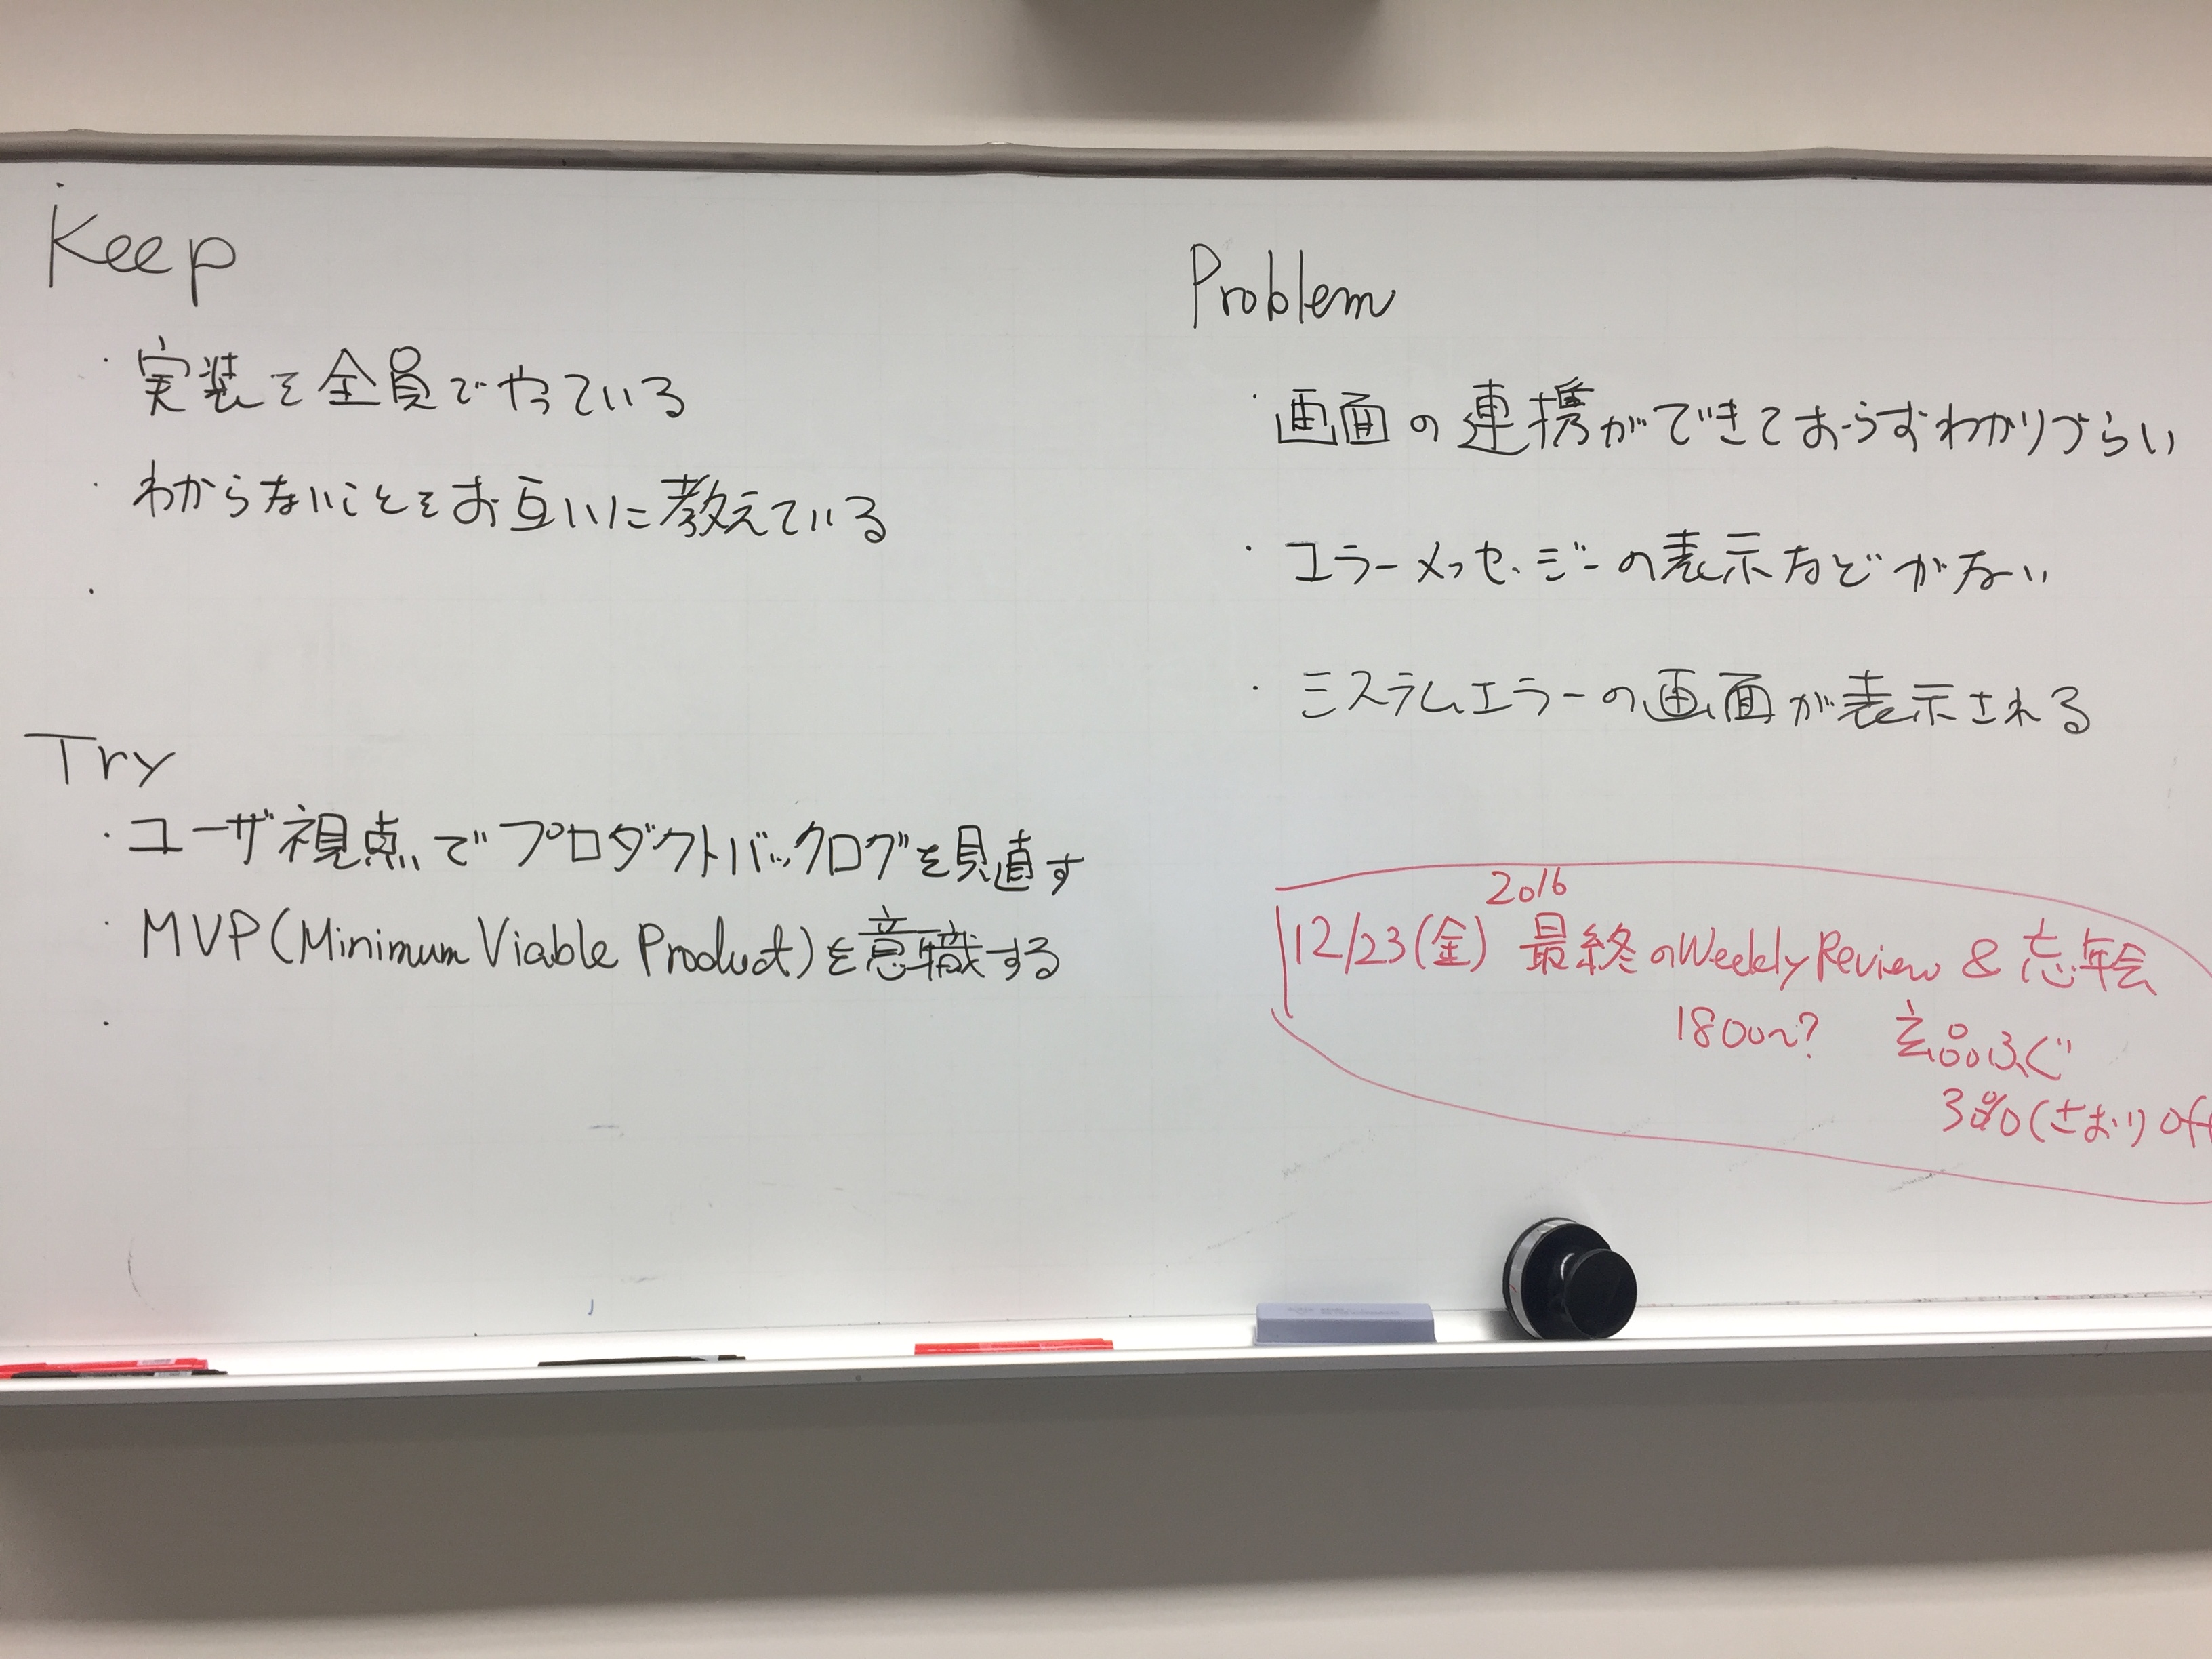 Keep
・実装を全員でやっている
・わからないことをお互いに教えている
・
Try
・ユーザ視点でプロダクトバックログを見直す
・MVP(Minimum Viable Product)を意識する
・
Problem
・画面の連携ができておらずわかりづらい
・エラーメッセージの表示などがない
・システムエラーの画面が表示される
2016
12/23(金) 最終のWeekly Review & 忘年会
1800~? 玄品ふぐ
30%(さおり) off